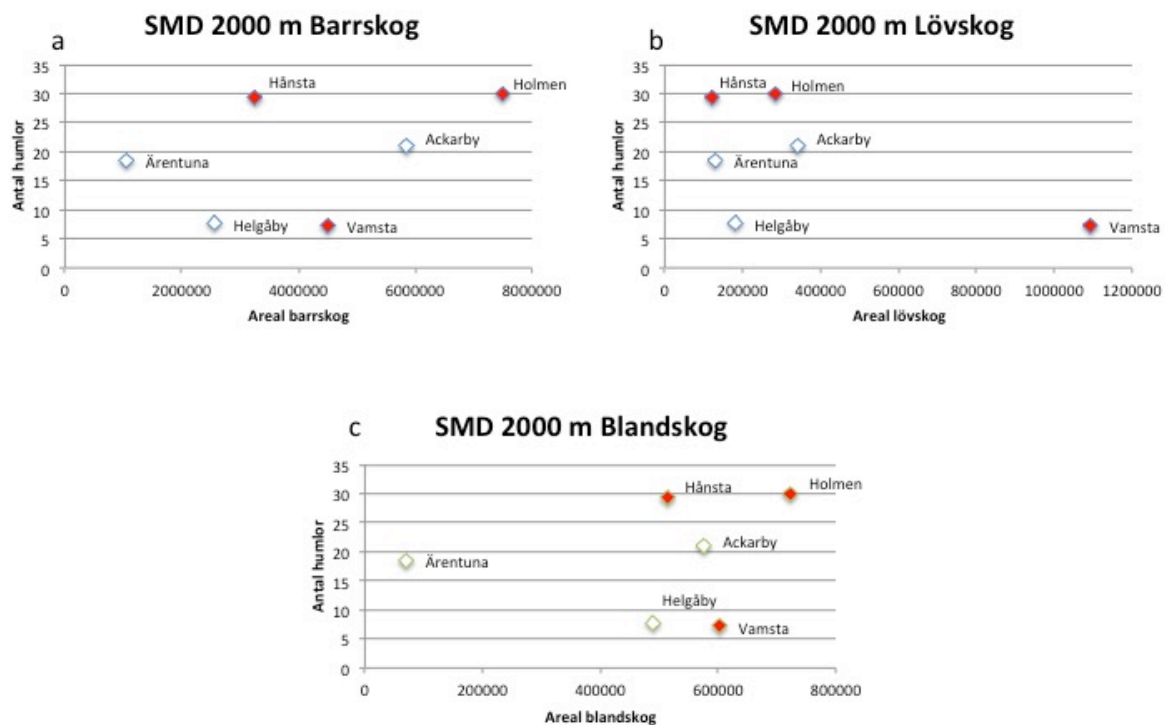 a
SMD 2000 m Barrskog
35
30
25
20
15
10
5
0
Antal humlor
Hånsta
Holmen
Ackarby
Ärentuna
Helgåby
Vamsta
0 2000000 4000000 6000000 8000000
Areal barrskog
b
SMD 2000 m Lövskog
35
30
25
20
15
10
5
0
Antal humlor
Hånsta
Holmen
Ackarby
Ärentuna
Helgåby
Vamsta
0 200000 400000 600000 800000 1000000 1200000
Areal lövskog
c
SMD 2000 m Blandskog
35
30
25
20
15
10
5
0
Antal humlor
Hånsta
Holmen
Ackarby
Ärentuna
Helgåby
Vamsta
0 200000 400000 600000 800000
Areal blandskog